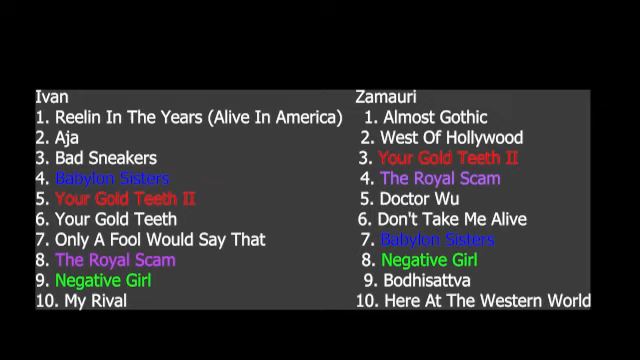 Ivan
1. Reelin In The Years (Alive In America)
2. Aja
3. Bad Sneakers
4. Babylon Sisters
5. Your Gold Teeth II
6. Your Gold Teeth
7. Only A Fool Would Say That
8. The Royal Scam
9. Negative Girl
10. My Rival
Zamauri
1. Almost Gothic
2. West Of Hollywood
3. Your Gold Teeth II
4. The Royal Scam
5. Doctor Wu
6. Don't Take Me Alive
7. Babylon Sisters
8. Negative Girl
9. Bodhisattva
10. Here At The Western World